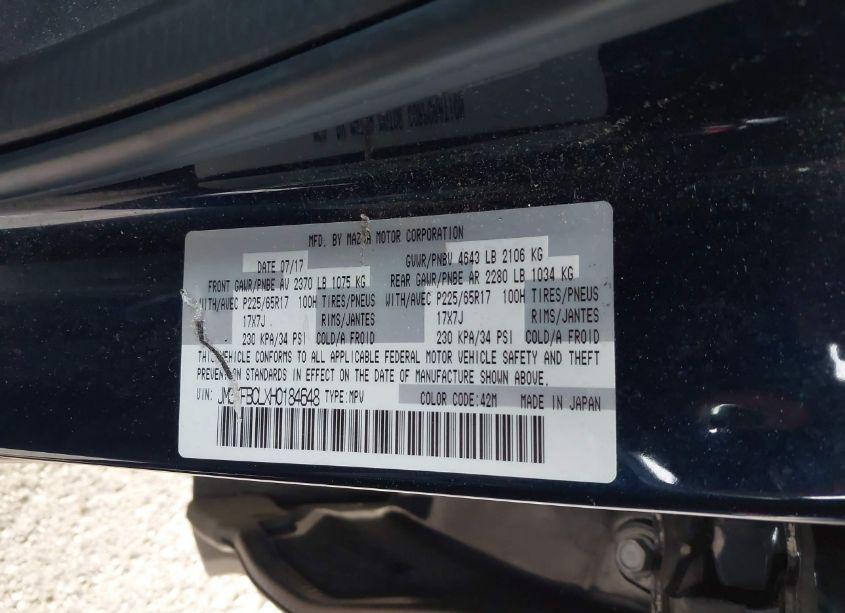 MFD. BY MAZDA MOTOR CORPORATION
DATE 07/17 GVWR/PNBV 4643 LB 2106 KG
FRONT GAWR/PNBE AV 2370 LB 1075 KG REAR GAWR/PNBE AR 2280 LB 1034 KG
WITH/AVEC P225/65R17 100H TIRES/PNEUS WITH/AVEC P225/65R17 100H TIRES/PNEUS
17X7J RIMS/JANTES 17X7J RIMS/JANTES
230 KPA/34 PSI COLD/A FROID 230 KPA/34 PSI COLD/A FROID
THIS VEHICLE CONFORMS TO ALL APPLICABLE FEDERAL MOTOR VEHICLE SAFETY AND THEFT
PREVENTION STANDARDS IN EFFECT ON THE DATE OF MANUFACTURE SHOWN ABOVE.
VIN: TYPE:MPV COLOR CODE:42M MADE IN JAPAN